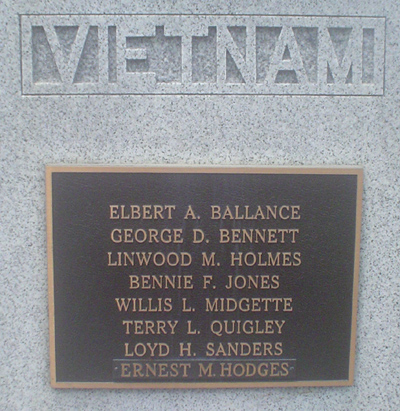 VIETNAM
ELBERT A. BALLANCE
GEORGE D. BENNETT
LINWOOD M. HOLMES
BENNIE F. JONES
WILLIS L. MIDGETTE
TERRY L. QUIGLEY
LOYD H. SANDERS
ERNEST M. HODGES